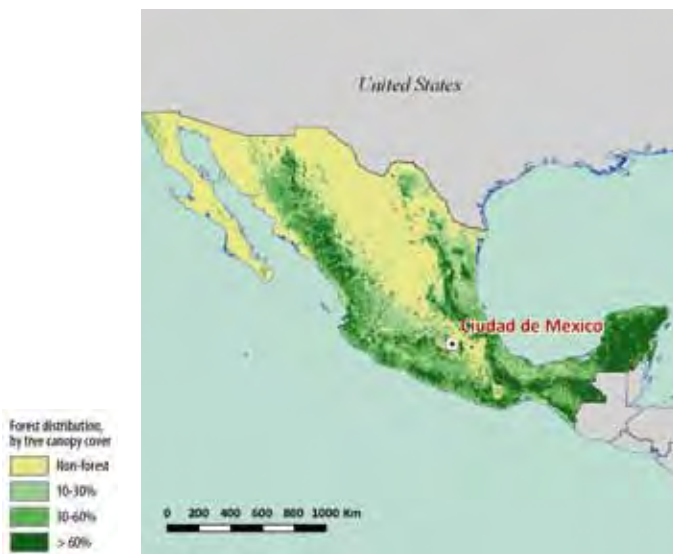 United States
Ciudad de Mexico
Forest distribution,
by tree canopy cover
Non-forest
10-30%
30-60%
> 60%
0 200 400 600 800 1000 Km